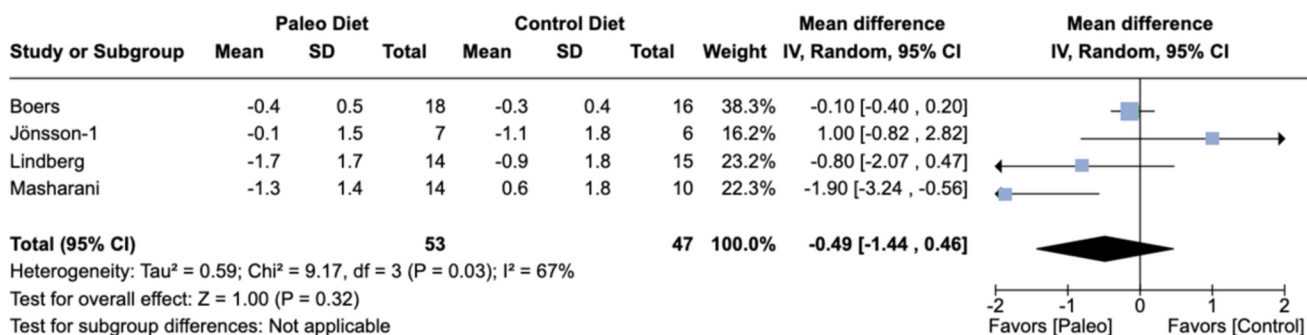 Paleo Diet Control Diet Mean difference Mean difference
Study or Subgroup Mean SD Total Mean SD Total Weight IV, Random, 95% CI IV, Random, 95% CI
Boers -0.4 0.5 18 -0.3 0.4 16 38.3% -0.10 [-0.40 , 0.20]
Jönsson-1 -0.1 1.5 7 -1.1 1.8 6 16.2% 1.00 [-0.82 , 2.82]
Lindberg -1.7 1.7 14 -0.9 1.8 15 23.2% -0.80 [-2.07 , 0.47]
Masharani -1.3 1.4 14 0.6 1.8 10 22.3% -1.90 [-3.24 , -0.56]
Total (95% CI) 53 47 100.0% -0.49 [-1.44 , 0.46]
Heterogeneity: Tau² = 0.59; Chi² = 9.17, df = 3 (P = 0.03); I² = 67%
Test for overall effect: Z = 1.00 (P = 0.32)
-2 -1 0 1 2
Test for subgroup differences: Not applicable Favors [Paleo] Favors [Control]